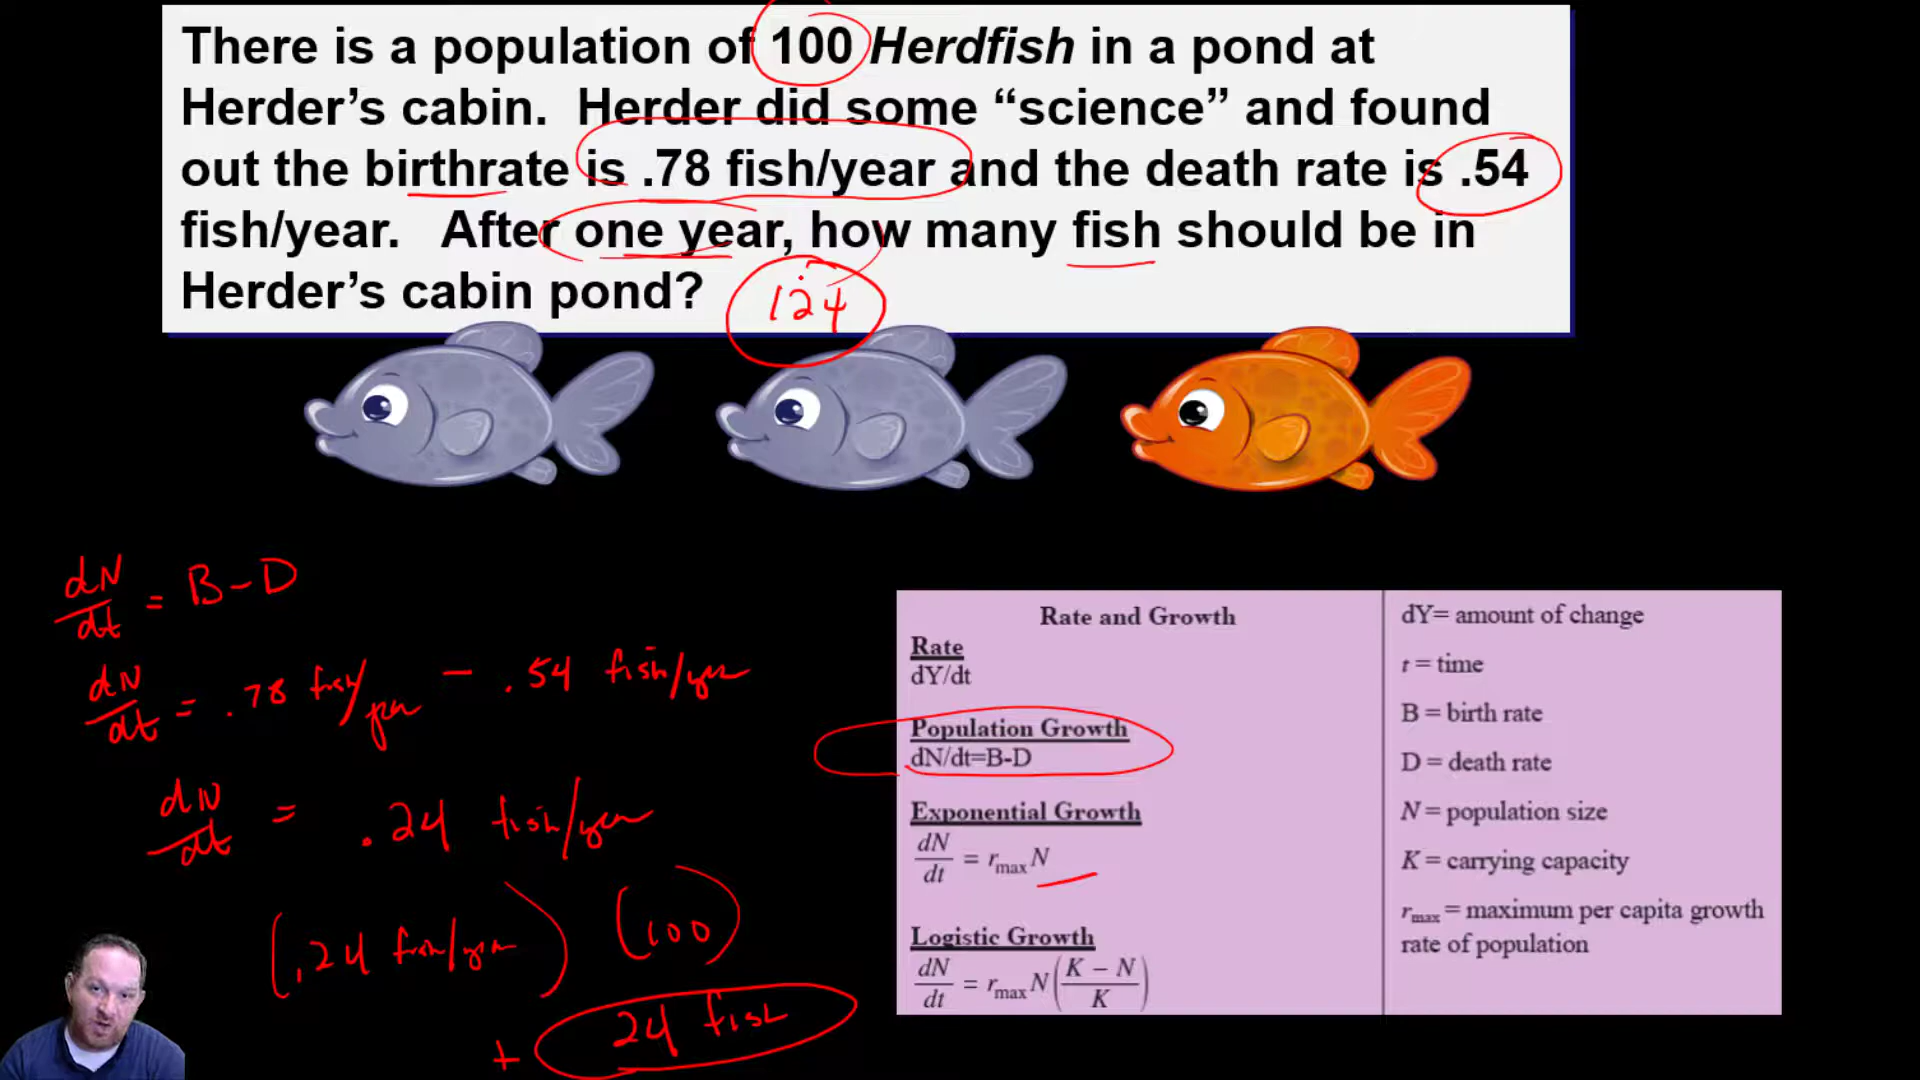 There is a population of 100 Herdfish in a pond at
Herder's cabin. Herder did some “science” and found
out the birthrate is .78 fish/year and the death rate is .54
fish/year. After one year, how many fish should be in
Herder's cabin pond?
124
dN/dt = B - D
dN/dt = .78 fish/year - .54 fish/year
dN/dt = .24 fish/year
(.24 fish/year) (100)
+ 24 fish
Rate and Growth
Rate
dY/dt
Population Growth
dN/dt=B-D
Exponential Growth
dN/dt = rmax N
Logistic Growth
dN/dt = rmax N (K – N / K)
dY= amount of change
t = time
B = birth rate
D = death rate
N = population size
K = carrying capacity
rmax = maximum per capita growth
rate of population